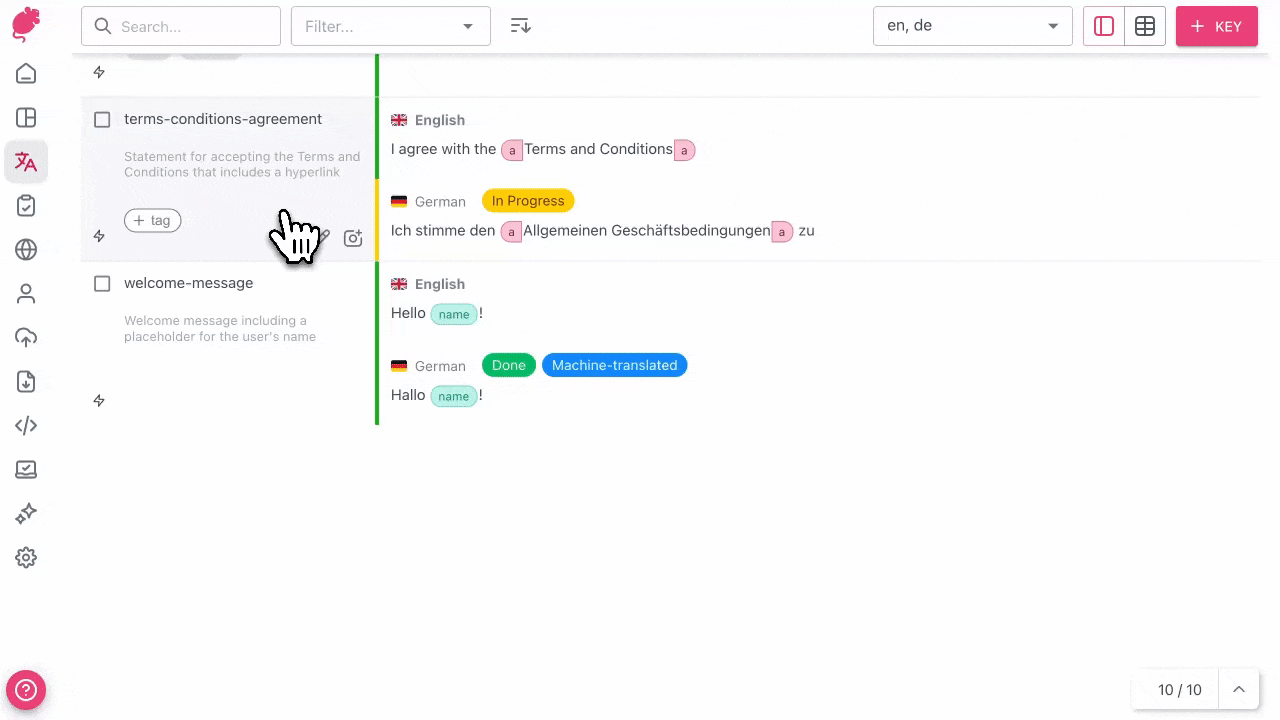 Search...
Filter...
en, de
+ KEY
terms-conditions-agreement
Statement for accepting the Terms and
Conditions that includes a hyperlink
+ tag
English
I agree with the a Terms and Conditions a
German In Progress
Ich stimme den a Allgemeinen Geschäftsbedingungen a zu
welcome-message
Welcome message including a
placeholder for the user's name
English
Hello name !
German Done Machine-translated
Hallo name !
10 / 10